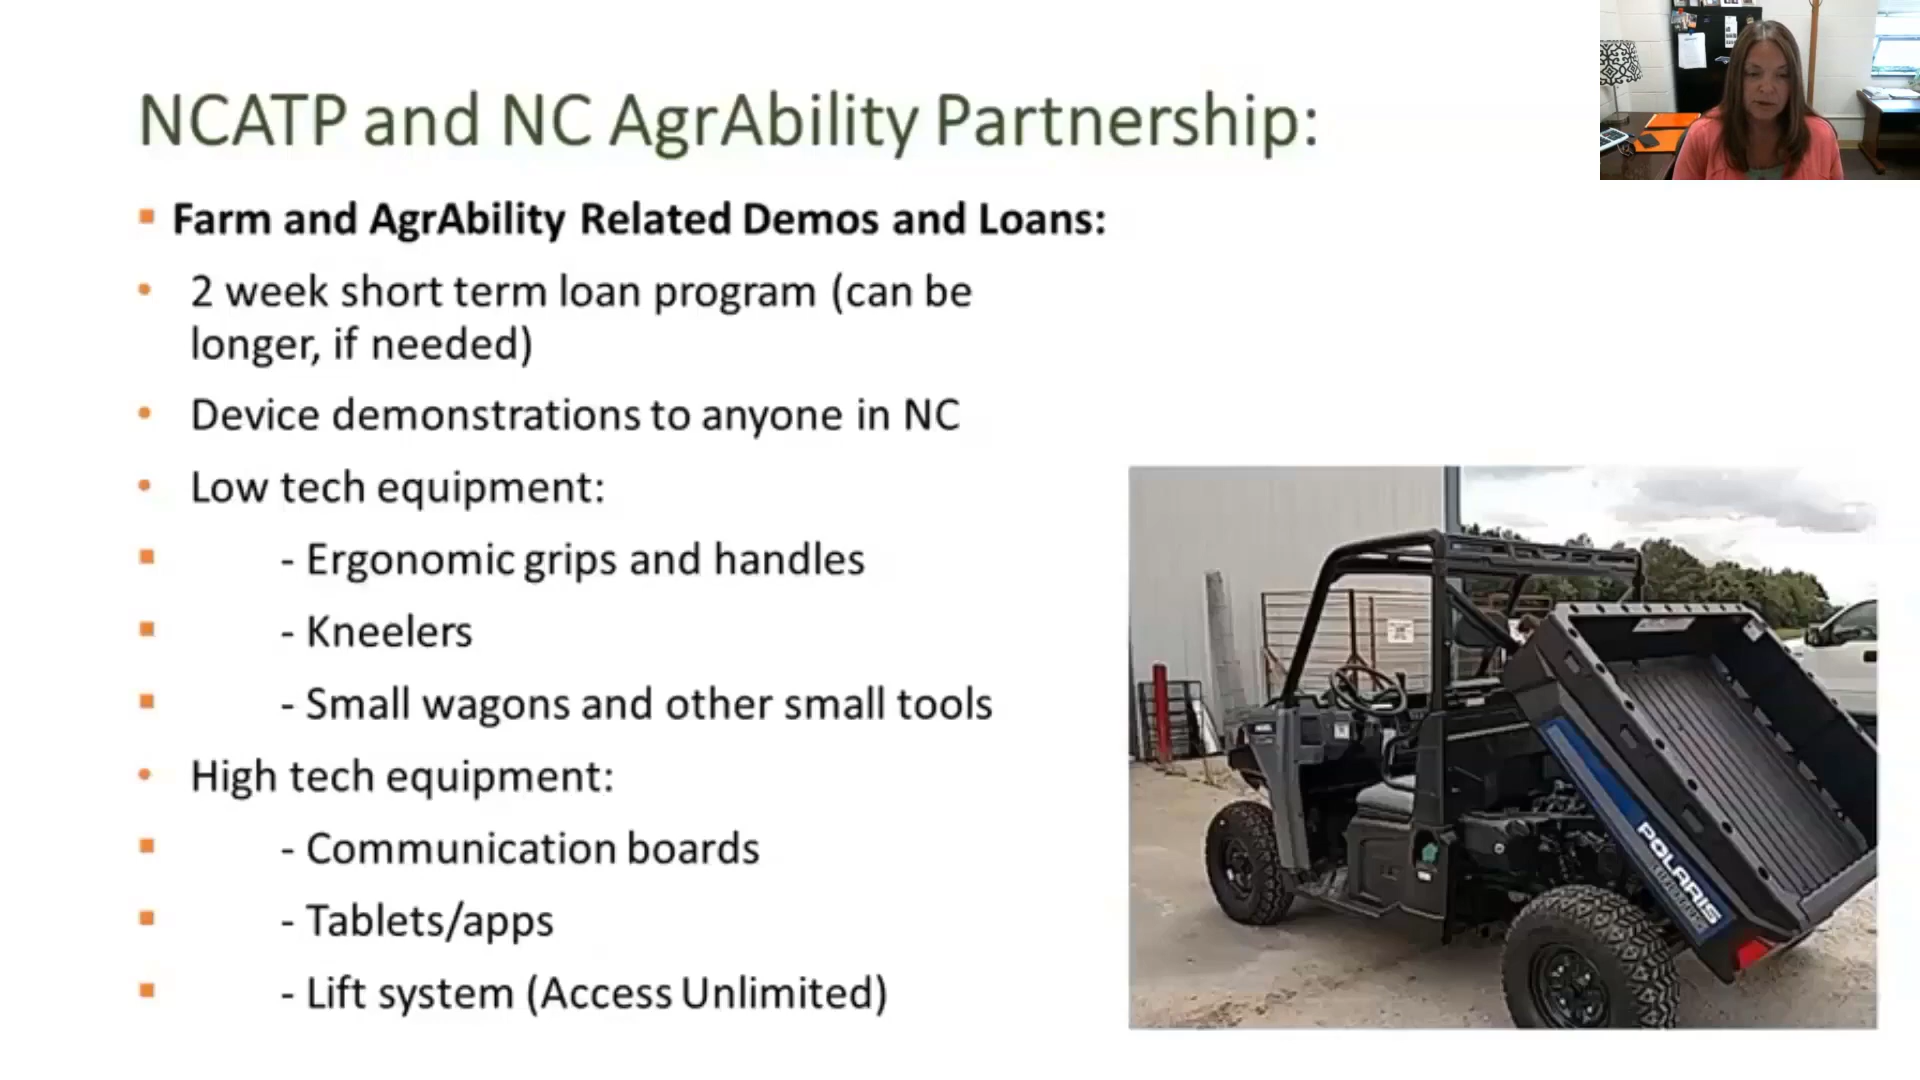 NCATP and NC AgrAbility Partnership:
Farm and AgrAbility Related Demos and Loans:
2 week short term loan program (can be
longer, if needed)
Device demonstrations to anyone in NC
Low tech equipment:
- Ergonomic grips and handles
- Kneelers
- Small wagons and other small tools
High tech equipment:
- Communication boards
- Tablets/apps
- Lift system (Access Unlimited)
POLARIS